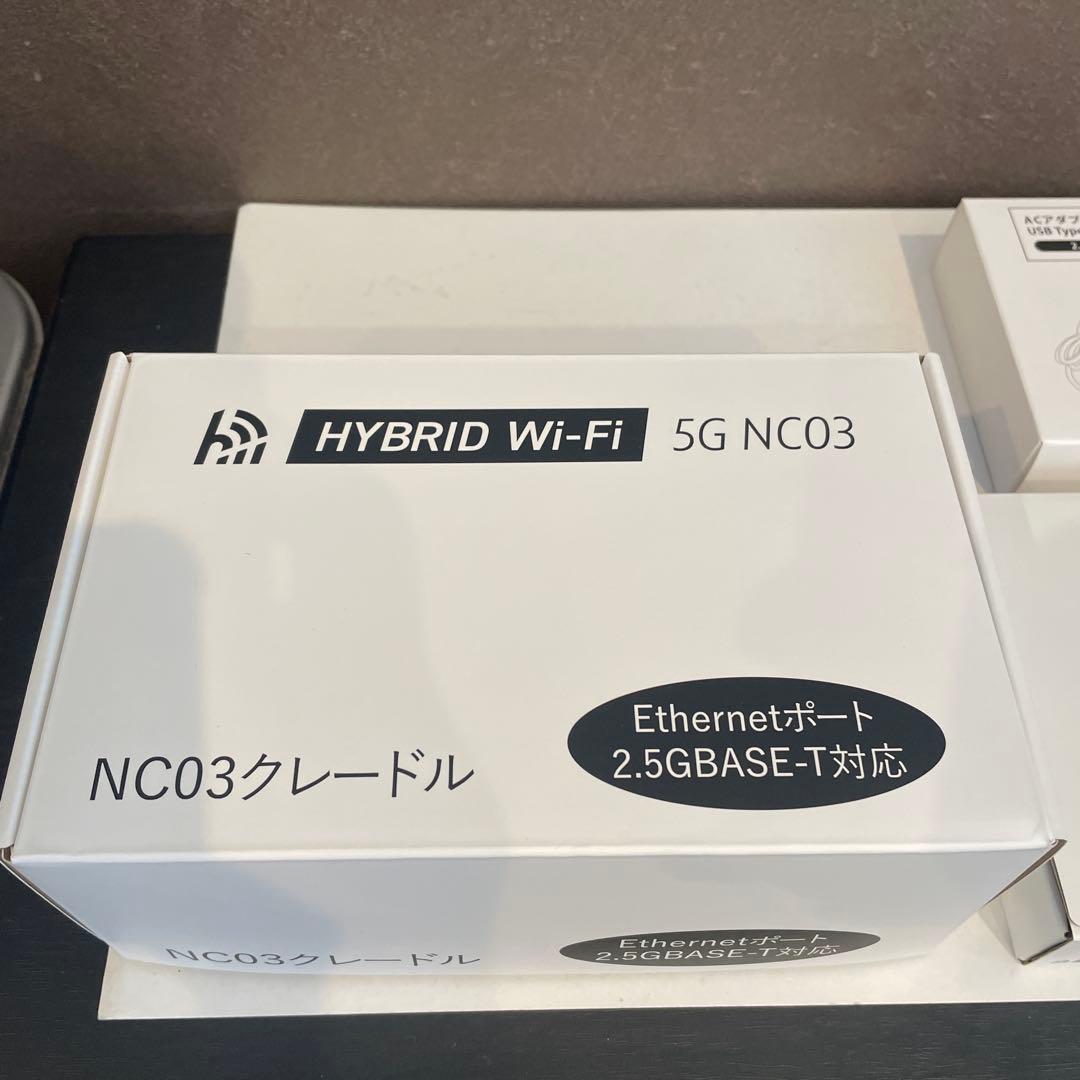 ACアダプ
USB Type
HYBRID Wi-Fi 5G NC03
Ethernetポート
2.5GBASE-T対応
NC03クレードル
NC03クレードル
Ethernetポート
2.5GBASE-T対応